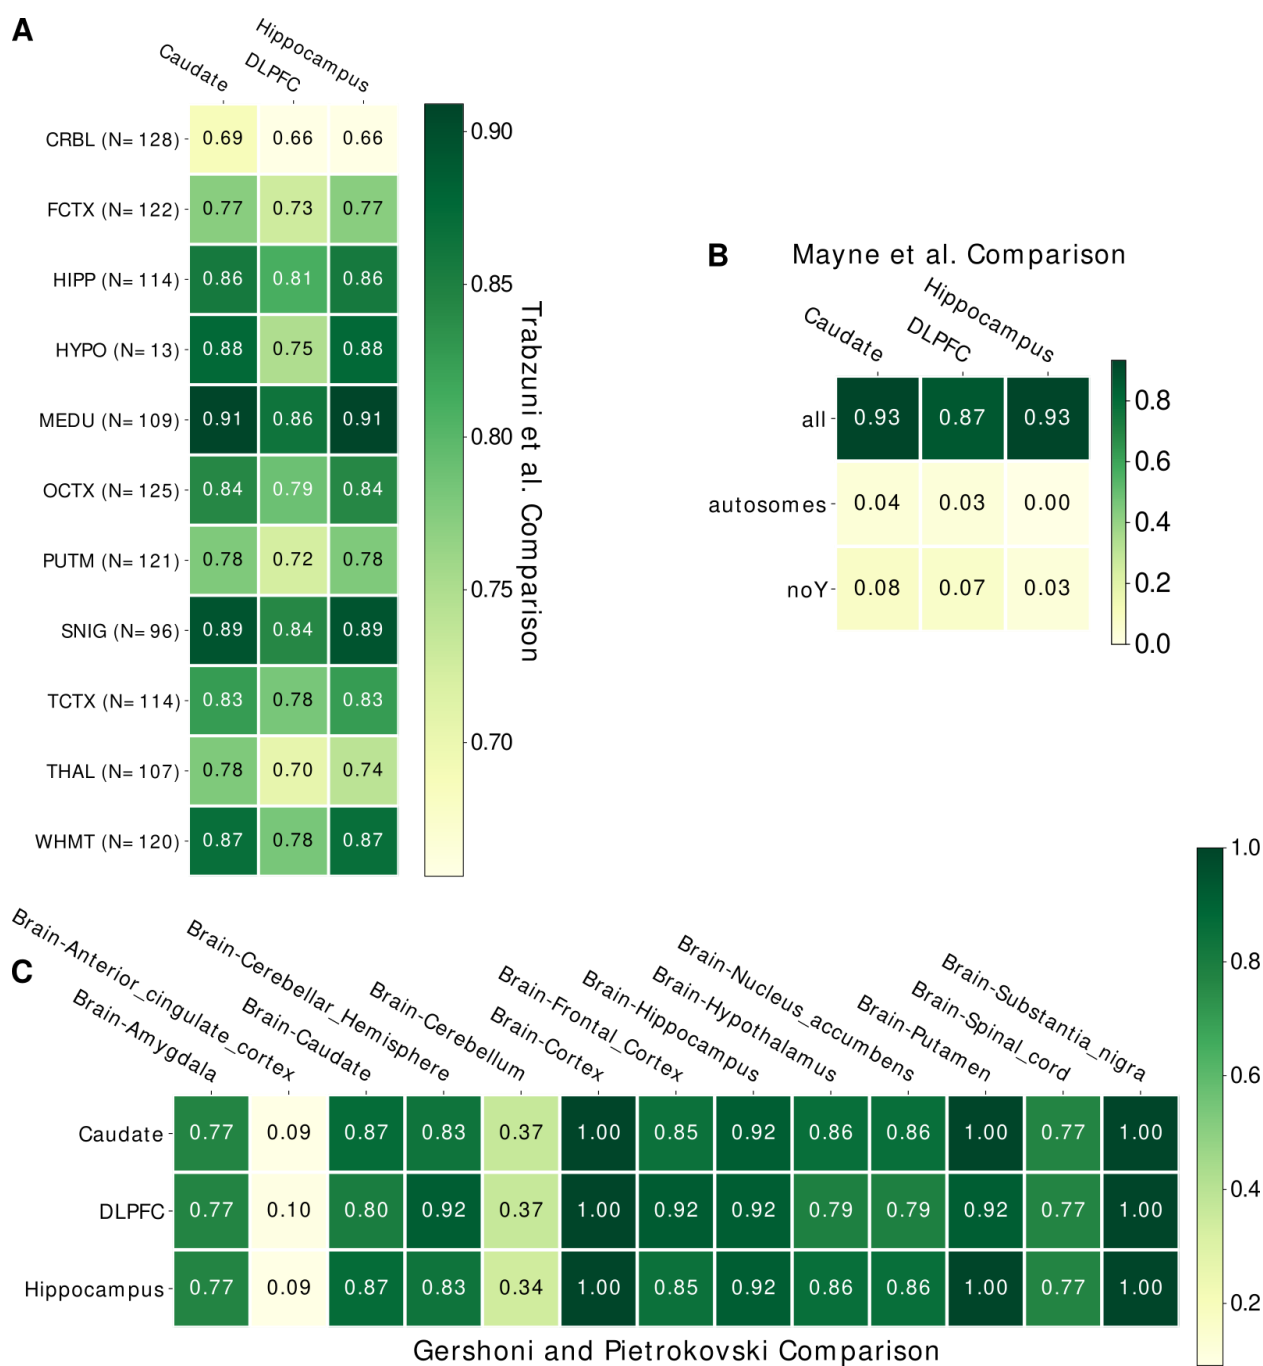 A
Caudate
DLPFC
Hippocampus
CRBL (N= 128) 0.69 0.66 0.66
FCTX (N= 122) 0.77 0.73 0.77
HIPP (N= 114) 0.86 0.81 0.86
HYPO (N= 13) 0.88 0.75 0.88
MEDU (N= 109) 0.91 0.86 0.91
OCTX (N= 125) 0.84 0.79 0.84
PUTM (N= 121) 0.78 0.72 0.78
SNIG (N= 96) 0.89 0.84 0.89
TCTX (N= 114) 0.83 0.78 0.83
THAL (N= 107) 0.78 0.70 0.74
WHMT (N= 120) 0.87 0.78 0.87
0.90
0.85
0.80
0.75
0.70
Trabzuni et al. Comparison
B
Mayne et al. Comparison
Caudate
DLPFC
Hippocampus
all 0.93 0.87 0.93
autosomes 0.04 0.03 0.00
noY 0.08 0.07 0.03
0.8
0.6
0.4
0.2
0.0
C
Brain-Amygdala
Brain-Anterior_cingulate_cortex
Brain-Caudate
Brain-Cerebellar_Hemisphere
Brain-Cerebellum
Brain-Cortex
Brain-Frontal_Cortex
Brain-Hippocampus
Brain-Hypothalamus
Brain-Nucleus_accumbens
Brain-Putamen
Brain-Spinal_cord
Brain-Substantia_nigra
Caudate 0.77 0.09 0.87 0.83 0.37 1.00 0.85 0.92 0.86 0.86 1.00 0.77 1.00
DLPFC 0.77 0.10 0.80 0.92 0.37 1.00 0.92 0.92 0.79 0.79 0.92 0.77 1.00
Hippocampus 0.77 0.09 0.87 0.83 0.34 1.00 0.85 0.92 0.86 0.86 1.00 0.77 1.00
1.0
0.8
0.6
0.4
0.2
Gershoni and Pietrokovski Comparison